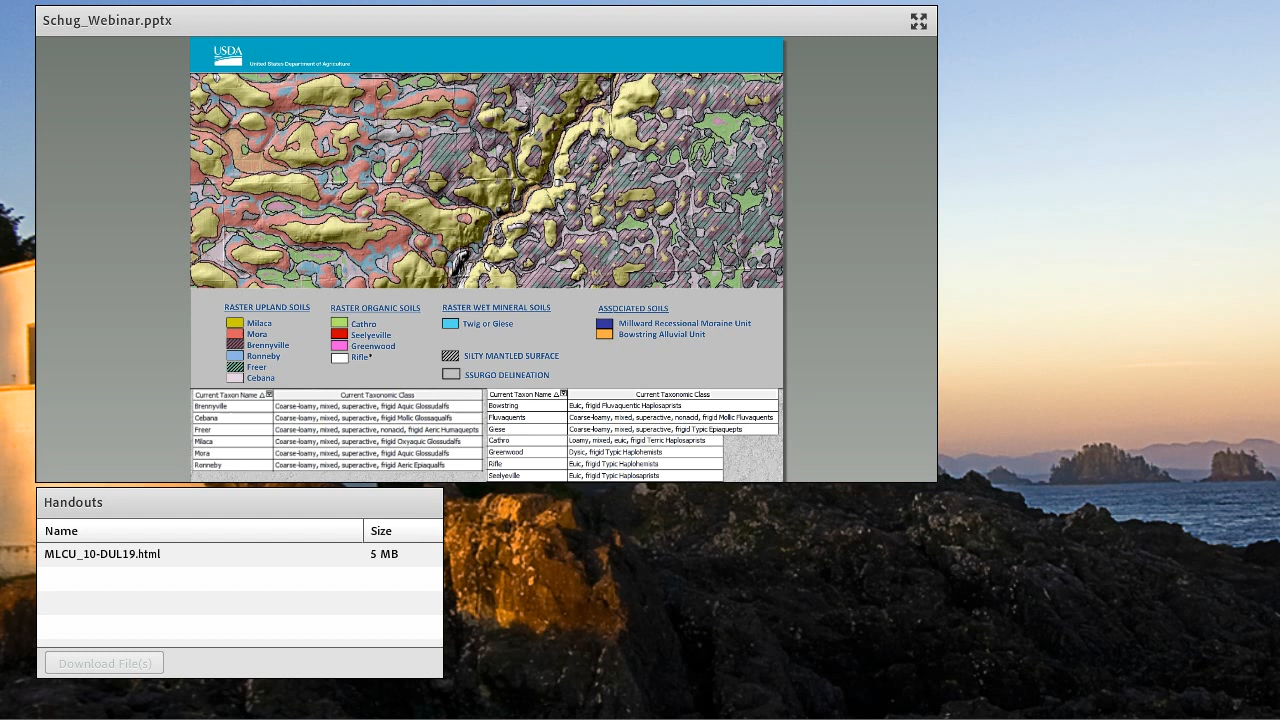 Schug_Webinar.pptx
USDA
United States Department of Agriculture
RASTER UPLAND SOILS
Milaca
Mora
Brennyville
Ronneby
Freer
Cebana
RASTER ORGANIC SOILS
Cathro
Seelyeville
Greenwood
Rifle*
RASTER WET MINERAL SOILS
Twig or Giese
SILTY MANTLED SURFACE
SSURGO DELINEATION
ASSOCIATED SOILS
Millward Recessional Moraine Unit
Bowstring Alluvial Unit
Current Taxon Name Current Taxonomic Class
Brennyville Coarse-loamy, mixed, superactive, frigid Aquic Glossudalfs
Cebana Coarse-loamy, mixed, superactive, frigid Mollic Glossaqualfs
Freer Coarse-loamy, mixed, superactive, nonacid, frigid Aeric Humaquepts
Milaca Coarse-loamy, mixed, superactive, frigid Oxyaquic Glossudalfs
Mora Coarse-loamy, mixed, superactive, frigid Aquic Glossudalfs
Ronneby Coarse-loamy, mixed, superactive, frigid Aeric Epiaqualfs
Current Taxon Name Current Taxonomic Class
Bowstring Euic, frigid Fluvaquentic Haplosaprists
Fluvaquents Coarse-loamy, mixed, superactive, nonacid, frigid Mollic Fluvaquents
Giese Coarse-loamy, mixed, superactive, frigid Typic Epiaquepts
Cathro Loamy, mixed, euic, frigid Terric Haplosaprists
Greenwood Dysic, frigid Typic Haplohemists
Rifle Euic, frigid Typic Haplohemists
Seelyeville Euic, frigid Typic Haplosaprists
Handouts
Name Size
MLCU_10-DUL19.html 5 MB
Download File(s)